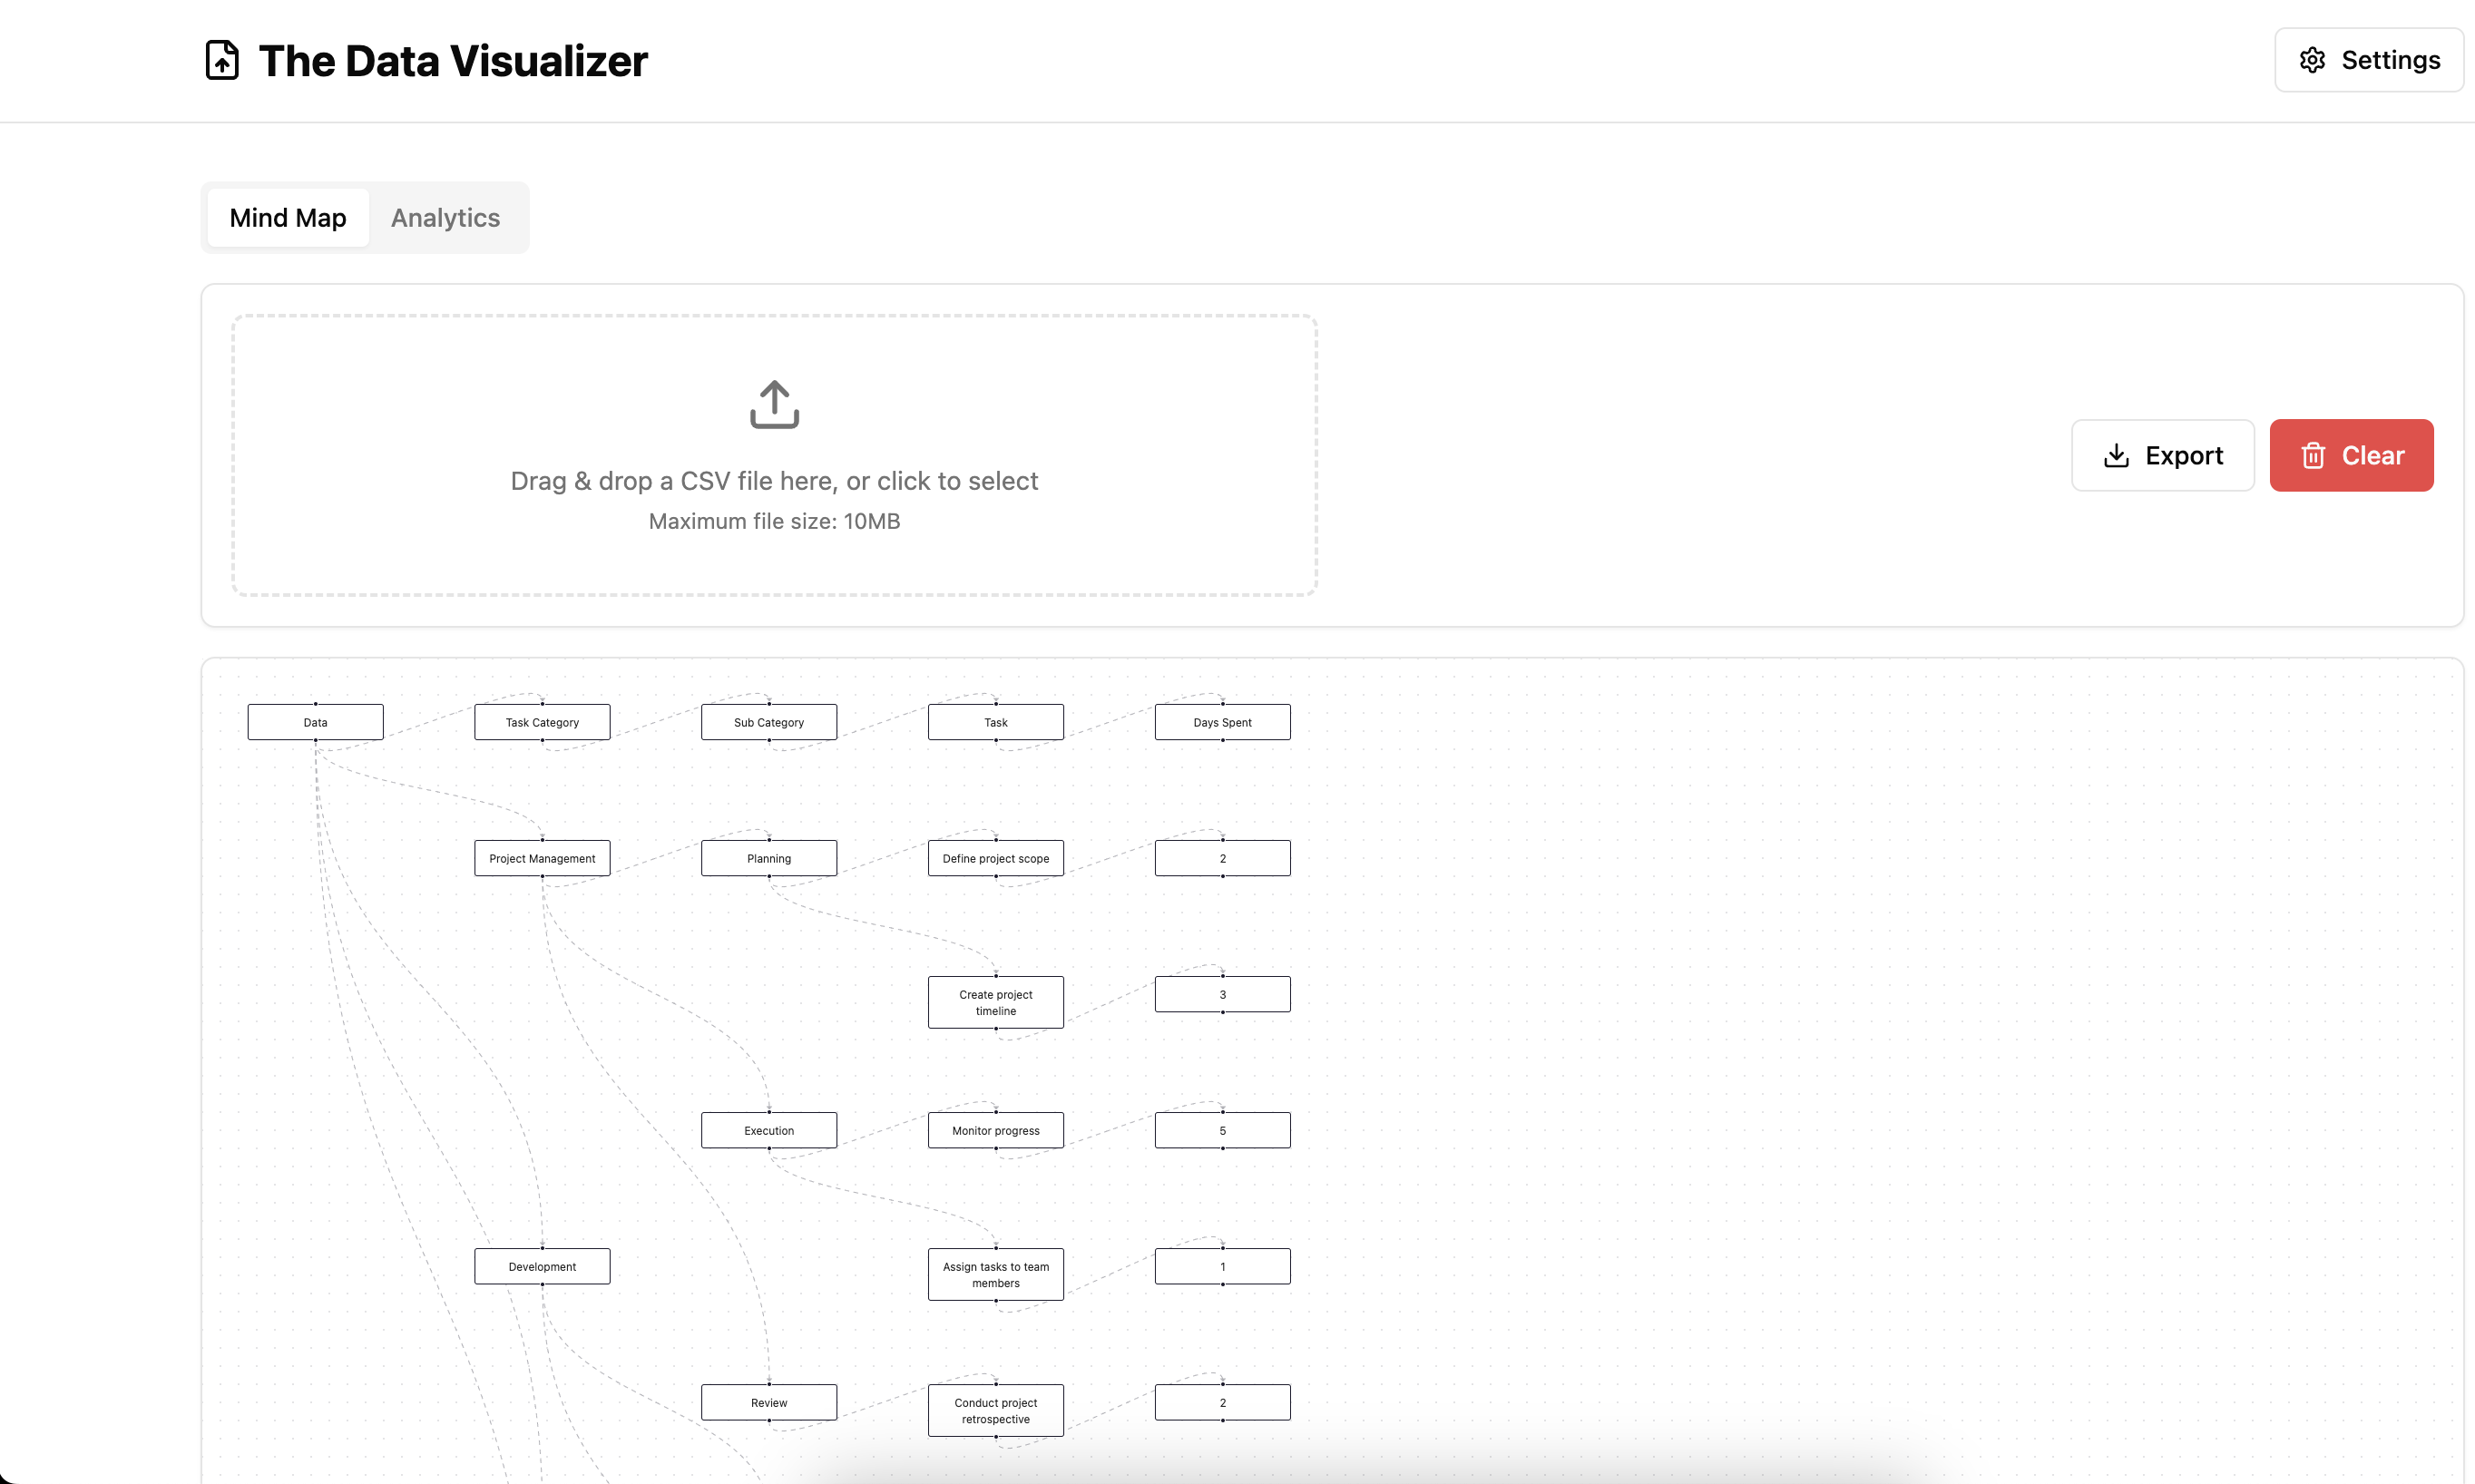 The Data Visualizer
Settings
Mind Map
Analytics
Drag & drop a CSV file here, or click to select
Maximum file size: 10MB
Export
Clear
Data
Task Category
Sub Category
Task
Days Spent
Project Management
Planning
Define project scope
2
Create project
timeline
3
Execution
Monitor progress
5
Development
Assign tasks to team
members
1
Review
Conduct project
retrospective
2